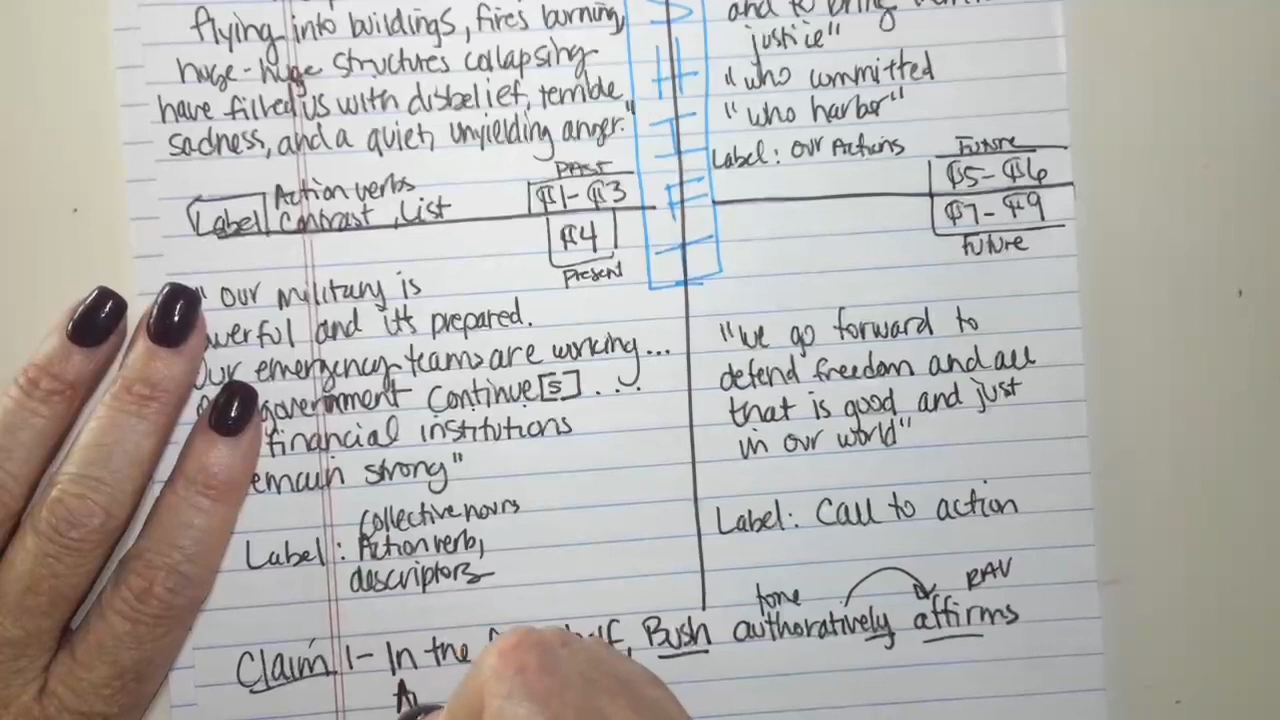 flying into buildings, fires burning,
huge-huge structures collapsing
have filled us with disbelief, terrible
sadness, and a quiet, unyielding anger."
Label Action verbs
Contrast, list
PAST
¶1-¶3
¶4
Present
" our military is
werful and it's prepared.
our emergency teams are working...
government continue[s] ...
financial institutions
emain strong"
Label: collective nouns
Action verb,
descriptors
SHIFT
and to bring
justice"
"who committed
"who harbor"
Label: our Actions
Future
¶5-¶6
¶7-¶9
Future
"we go forward to
defend freedom and all
that is good and just
in our world"
Label: Call to action
tone RAV
Claim 1- In the half, Bush authoratively affirms